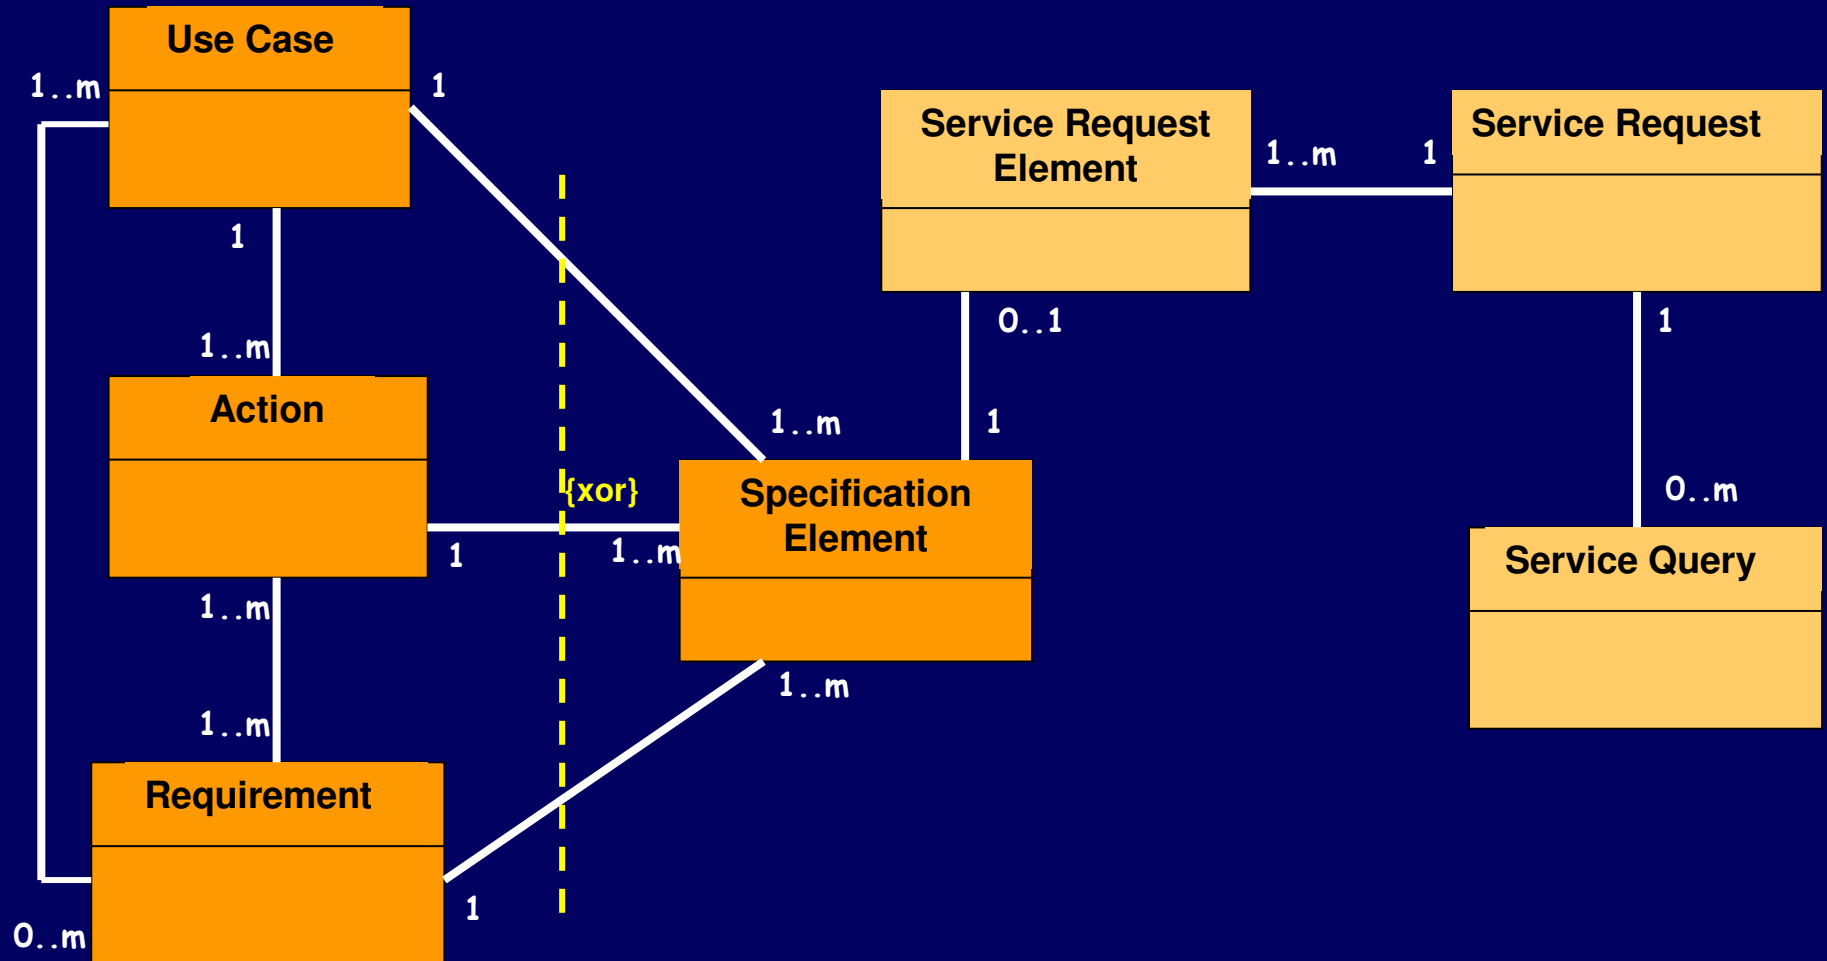 Use Case
1..m
1
Service Request
Element
Service Request
1..m
1
1
0..1
1
1..m
1..m
1
0..m
Action
{xor}
Specification
Element
1
1..m
Service Query
1..m
1..m
1..m
Requirement
1
0..m